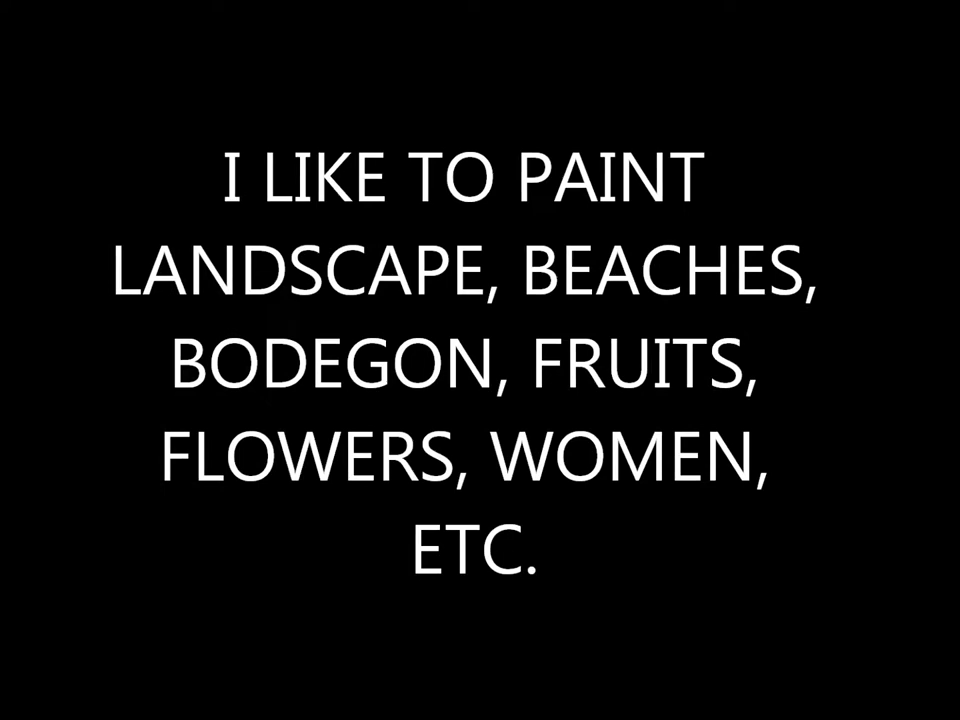 I LIKE TO PAINT
LANDSCAPE, BEACHES,
BODEGON, FRUITS,
FLOWERS, WOMEN,
ETC.